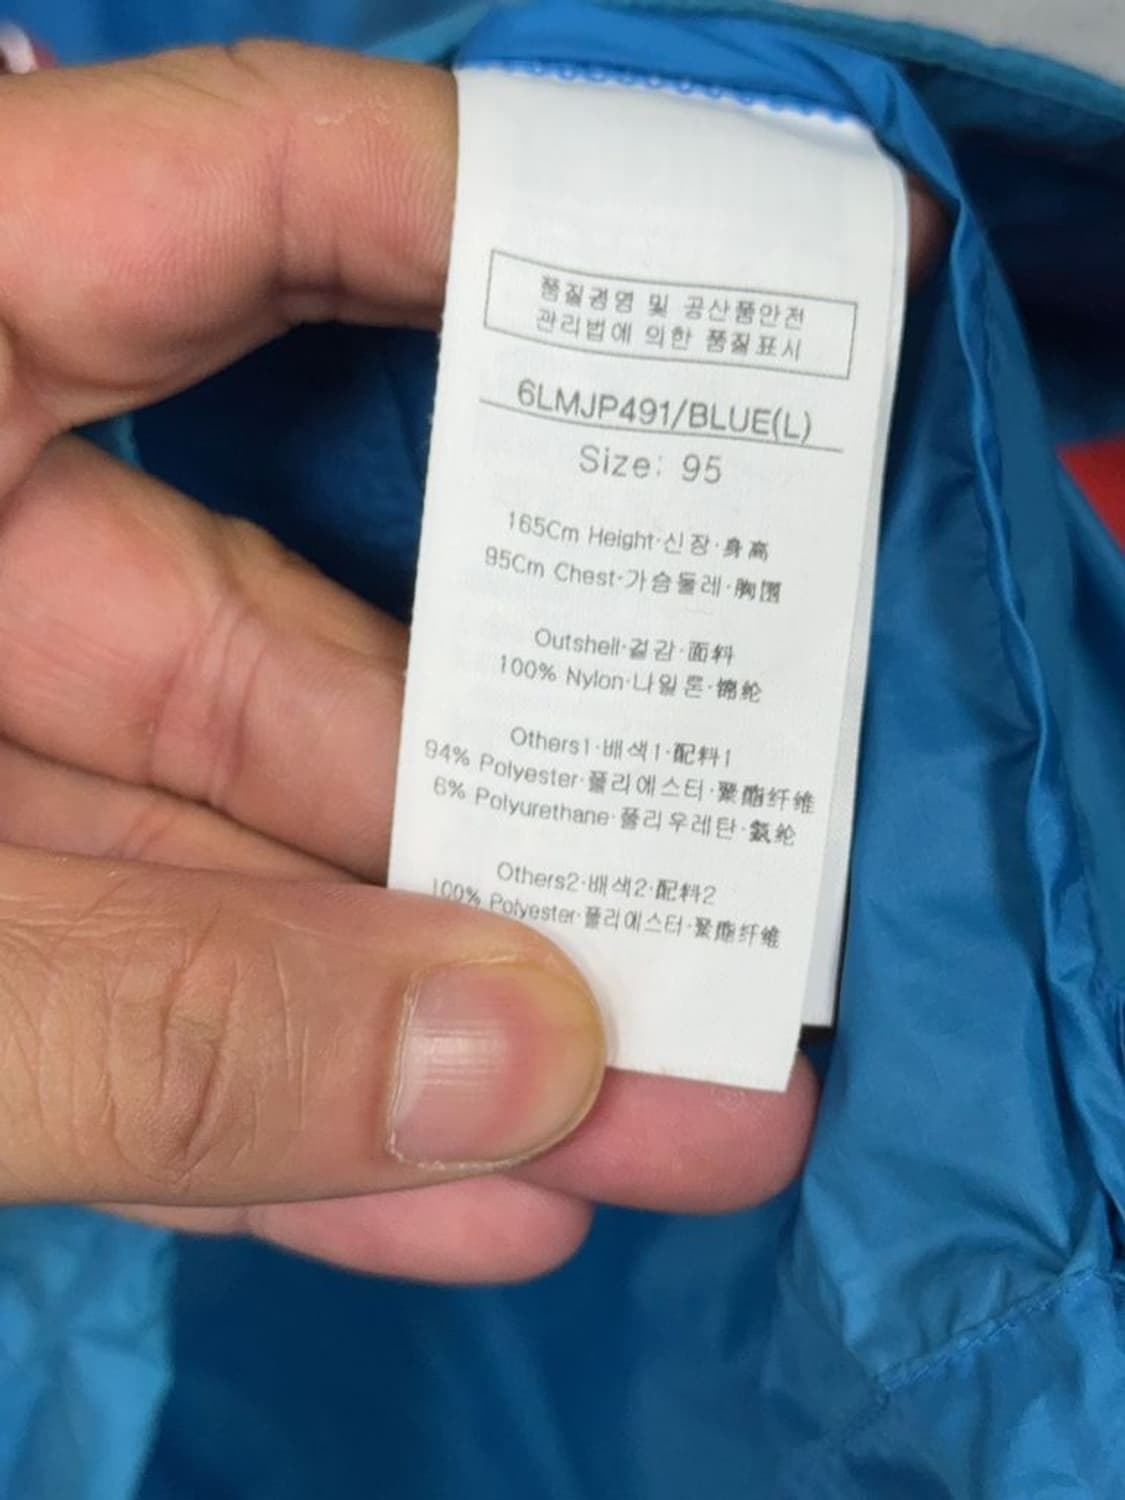 품질경영 및 공산품안전
관리법에 의한 품질표시
6LMJP491/BLUE(L)
Size: 95
165Cm Height·신장·身高
95Cm Chest·가슴둘레·胸围
Outshell·겉감·面料
100% Nylon·나일론·锦纶
Others1·배색1·配料1
94% Polyester·폴리에스터·聚酯纤维
6% Polyurethane·폴리우레탄·氨纶
Others2·배색2·配料2
100% Polyester·폴리에스터·聚酯纤维